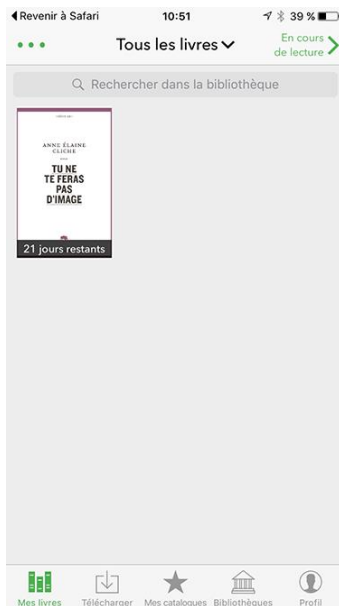 Revenir à Safari 10:51 39 %
Tous les livres
En cours
de lecture
Rechercher dans la bibliothèque
ANNE ÉLAINE
CLICHE
TU NE
TE FERAS
PAS
D'IMAGE
21 jours restants
Mes livres Télécharger Mes catalogues Bibliothèques Profil